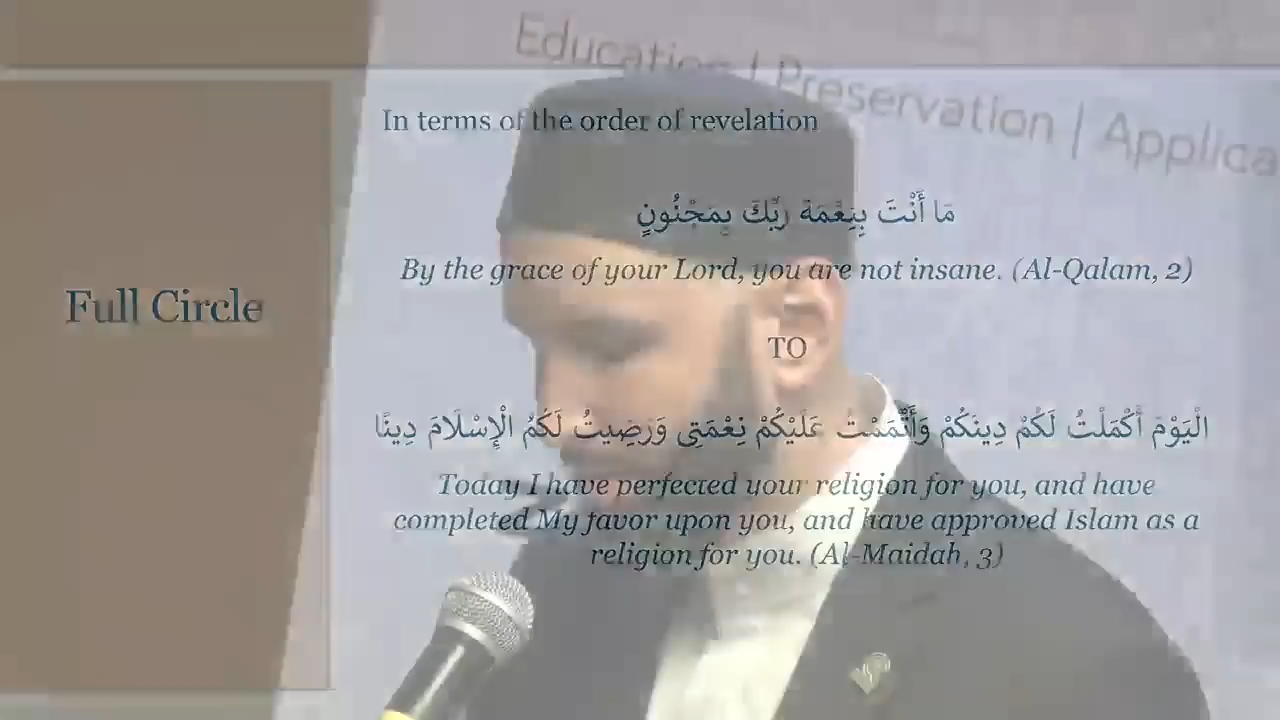 Education | Preservation | Applica
In terms of the order of revelation
مَا أَنْتَ بِنِعْمَةِ رَبِّكَ بِمَجْنُونٍ
By the grace of your Lord, you are not insane. (Al-Qalam, 2)
Full Circle
TO
الْيَوْمَ أَكْمَلْتُ لَكُمْ دِينَكُمْ وَأَتْمَمْتُ عَلَيْكُمْ نِعْمَتِي وَرَضِيتُ لَكُمُ الْإِسْلَامَ دِينًا
Today I have perfected your religion for you, and have
completed My favor upon you, and have approved Islam as a
religion for you. (Al-Maidah, 3)